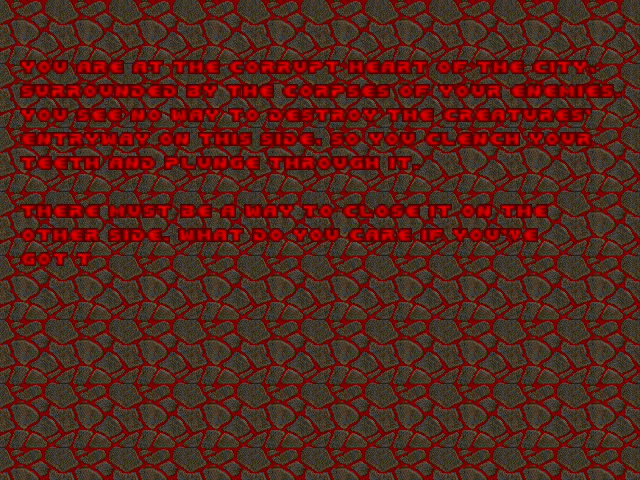 YOU ARE AT THE CORRUPT HEART OF THE CITY,
SURROUNDED BY THE CORPSES OF YOUR ENEMIES.
YOU SEE NO WAY TO DESTROY THE CREATURES'
ENTRYWAY ON THIS SIDE, SO YOU CLENCH YOUR
TEETH AND PLUNGE THROUGH IT.

THERE MUST BE A WAY TO CLOSE IT ON THE
OTHER SIDE. WHAT DO YOU CARE IF YOU'VE
GOT T